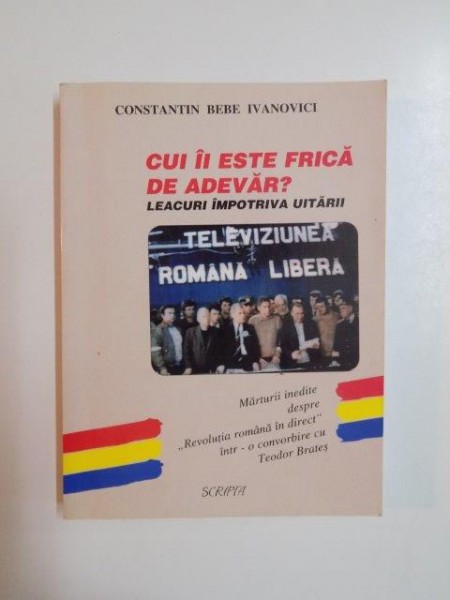 CONSTANTIN BEBE IVANOVICI
CUI ÎI ESTE FRICĂ
DE ADEVĂR?
LEACURI ÎMPOTRIVA UITĂRII
TELEVIZIUNEA
ROMANA LIBERA
Mărturii inedite
despre
„Revoluția română în direct"
într - o convorbire cu
Teodor Brateș
SCRIPTA